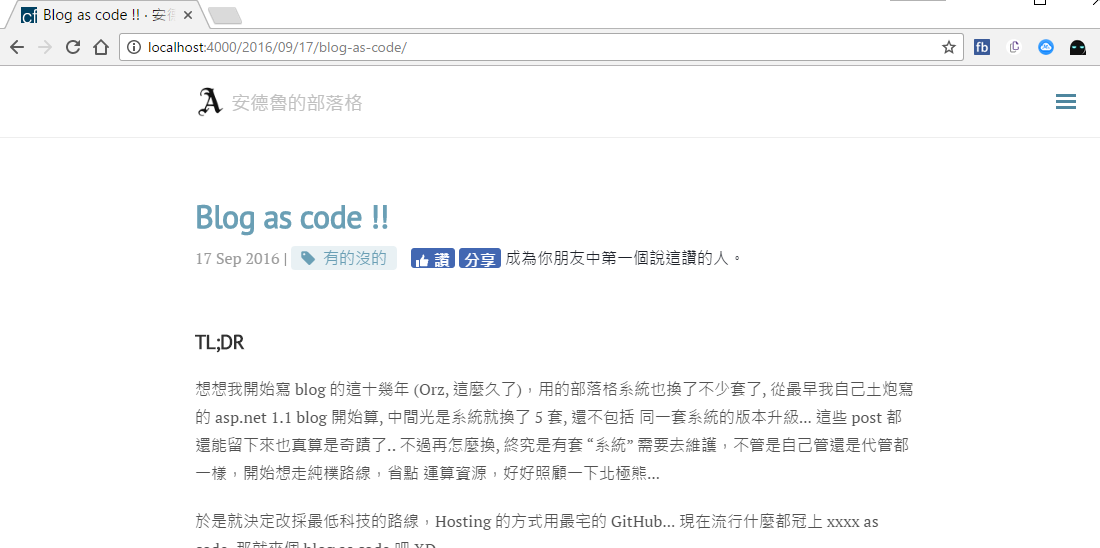 Blog as code !! · 安
localhost:4000/2016/09/17/blog-as-code/
fb
A 安德魯的部落格
Blog as code !!
17 Sep 2016 | 有的沒的 讚 分享 成為你朋友中第一個說這讚的人。
TL;DR
想想我開始寫 blog 的這十幾年 (Orz, 這麼久了)，用的部落格系統也換了不少套了, 從最早我自己土炮寫
的 asp.net 1.1 blog 開始算, 中間光是系統就換了 5 套, 還不包括 同一套系統的版本升級... 這些 post 都
還能留下來也真算是奇蹟了.. 不過再怎麼換, 終究是有套 “系統” 需要去維護，不管是自己管還是代管都
一樣，開始想走純樸路線，省點 運算資源，好好照顧一下北極熊...
於是就決定改採最低科技的路線，Hosting 的方式用最宅的 GitHub... 現在流行什麼都冠上 xxxx as
code, 那就來個 blog as code 吧 XD